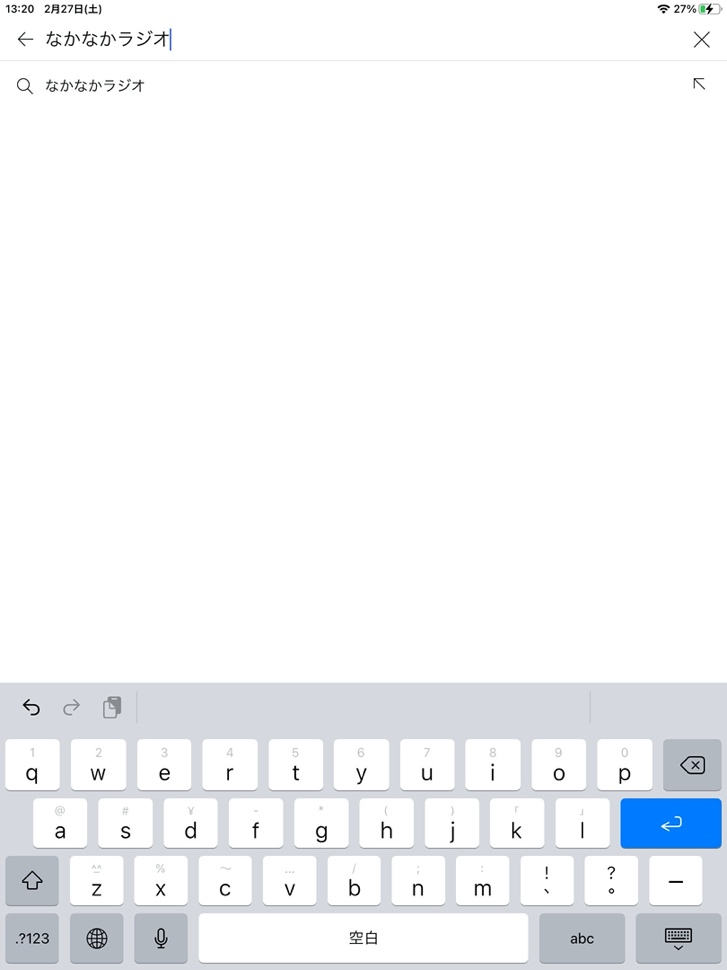 13:20 2月27日(土) 27%
なかなかラジオ
なかなかラジオ
1 2 3 4 5 6 7 8 9 0
q w e r t y u i o p
@ # ¥ - * ( ) 「 」
a s d f g h j k l
^^ % 〜 … / ; :
z x c v b n m ! 、 ? 。 ー
.?123 空白 abc